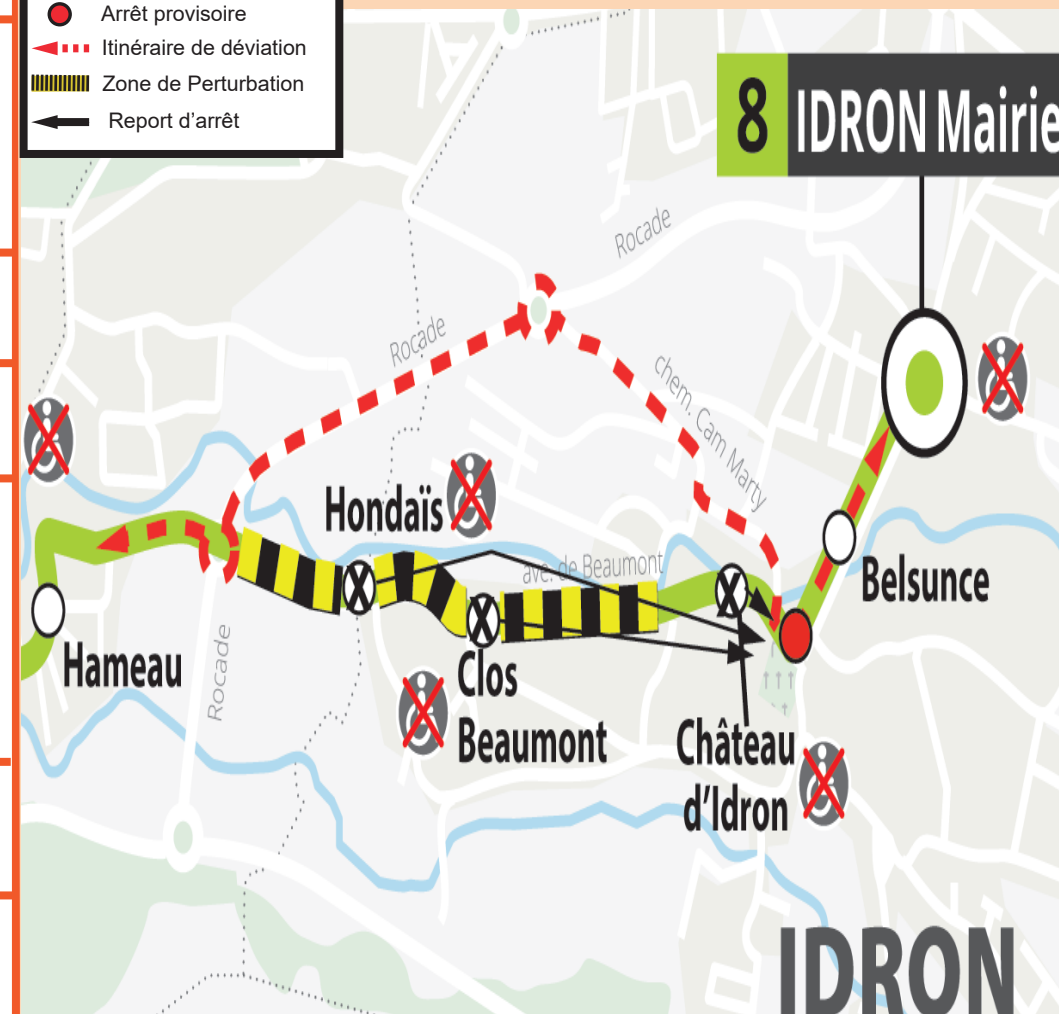 Arrêt provisoire
Itinéraire de déviation
Zone de Perturbation
Report d'arrêt
8 IDRON Mairie
Rocade
Rocade
chem. Cam Marty
Hondaïs
ave. de Beaumont
Belsunce
Hameau
Rocade
Clos
Beaumont
Château
d'Idron
IDRON